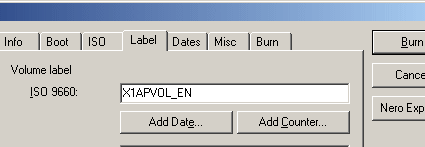 Info Boot ISO Label Dates Misc Burn
Burn
Volume label
ISO 9660: X1APVOL_EN
Cance
Add Date... Add Counter...
Nero Exp